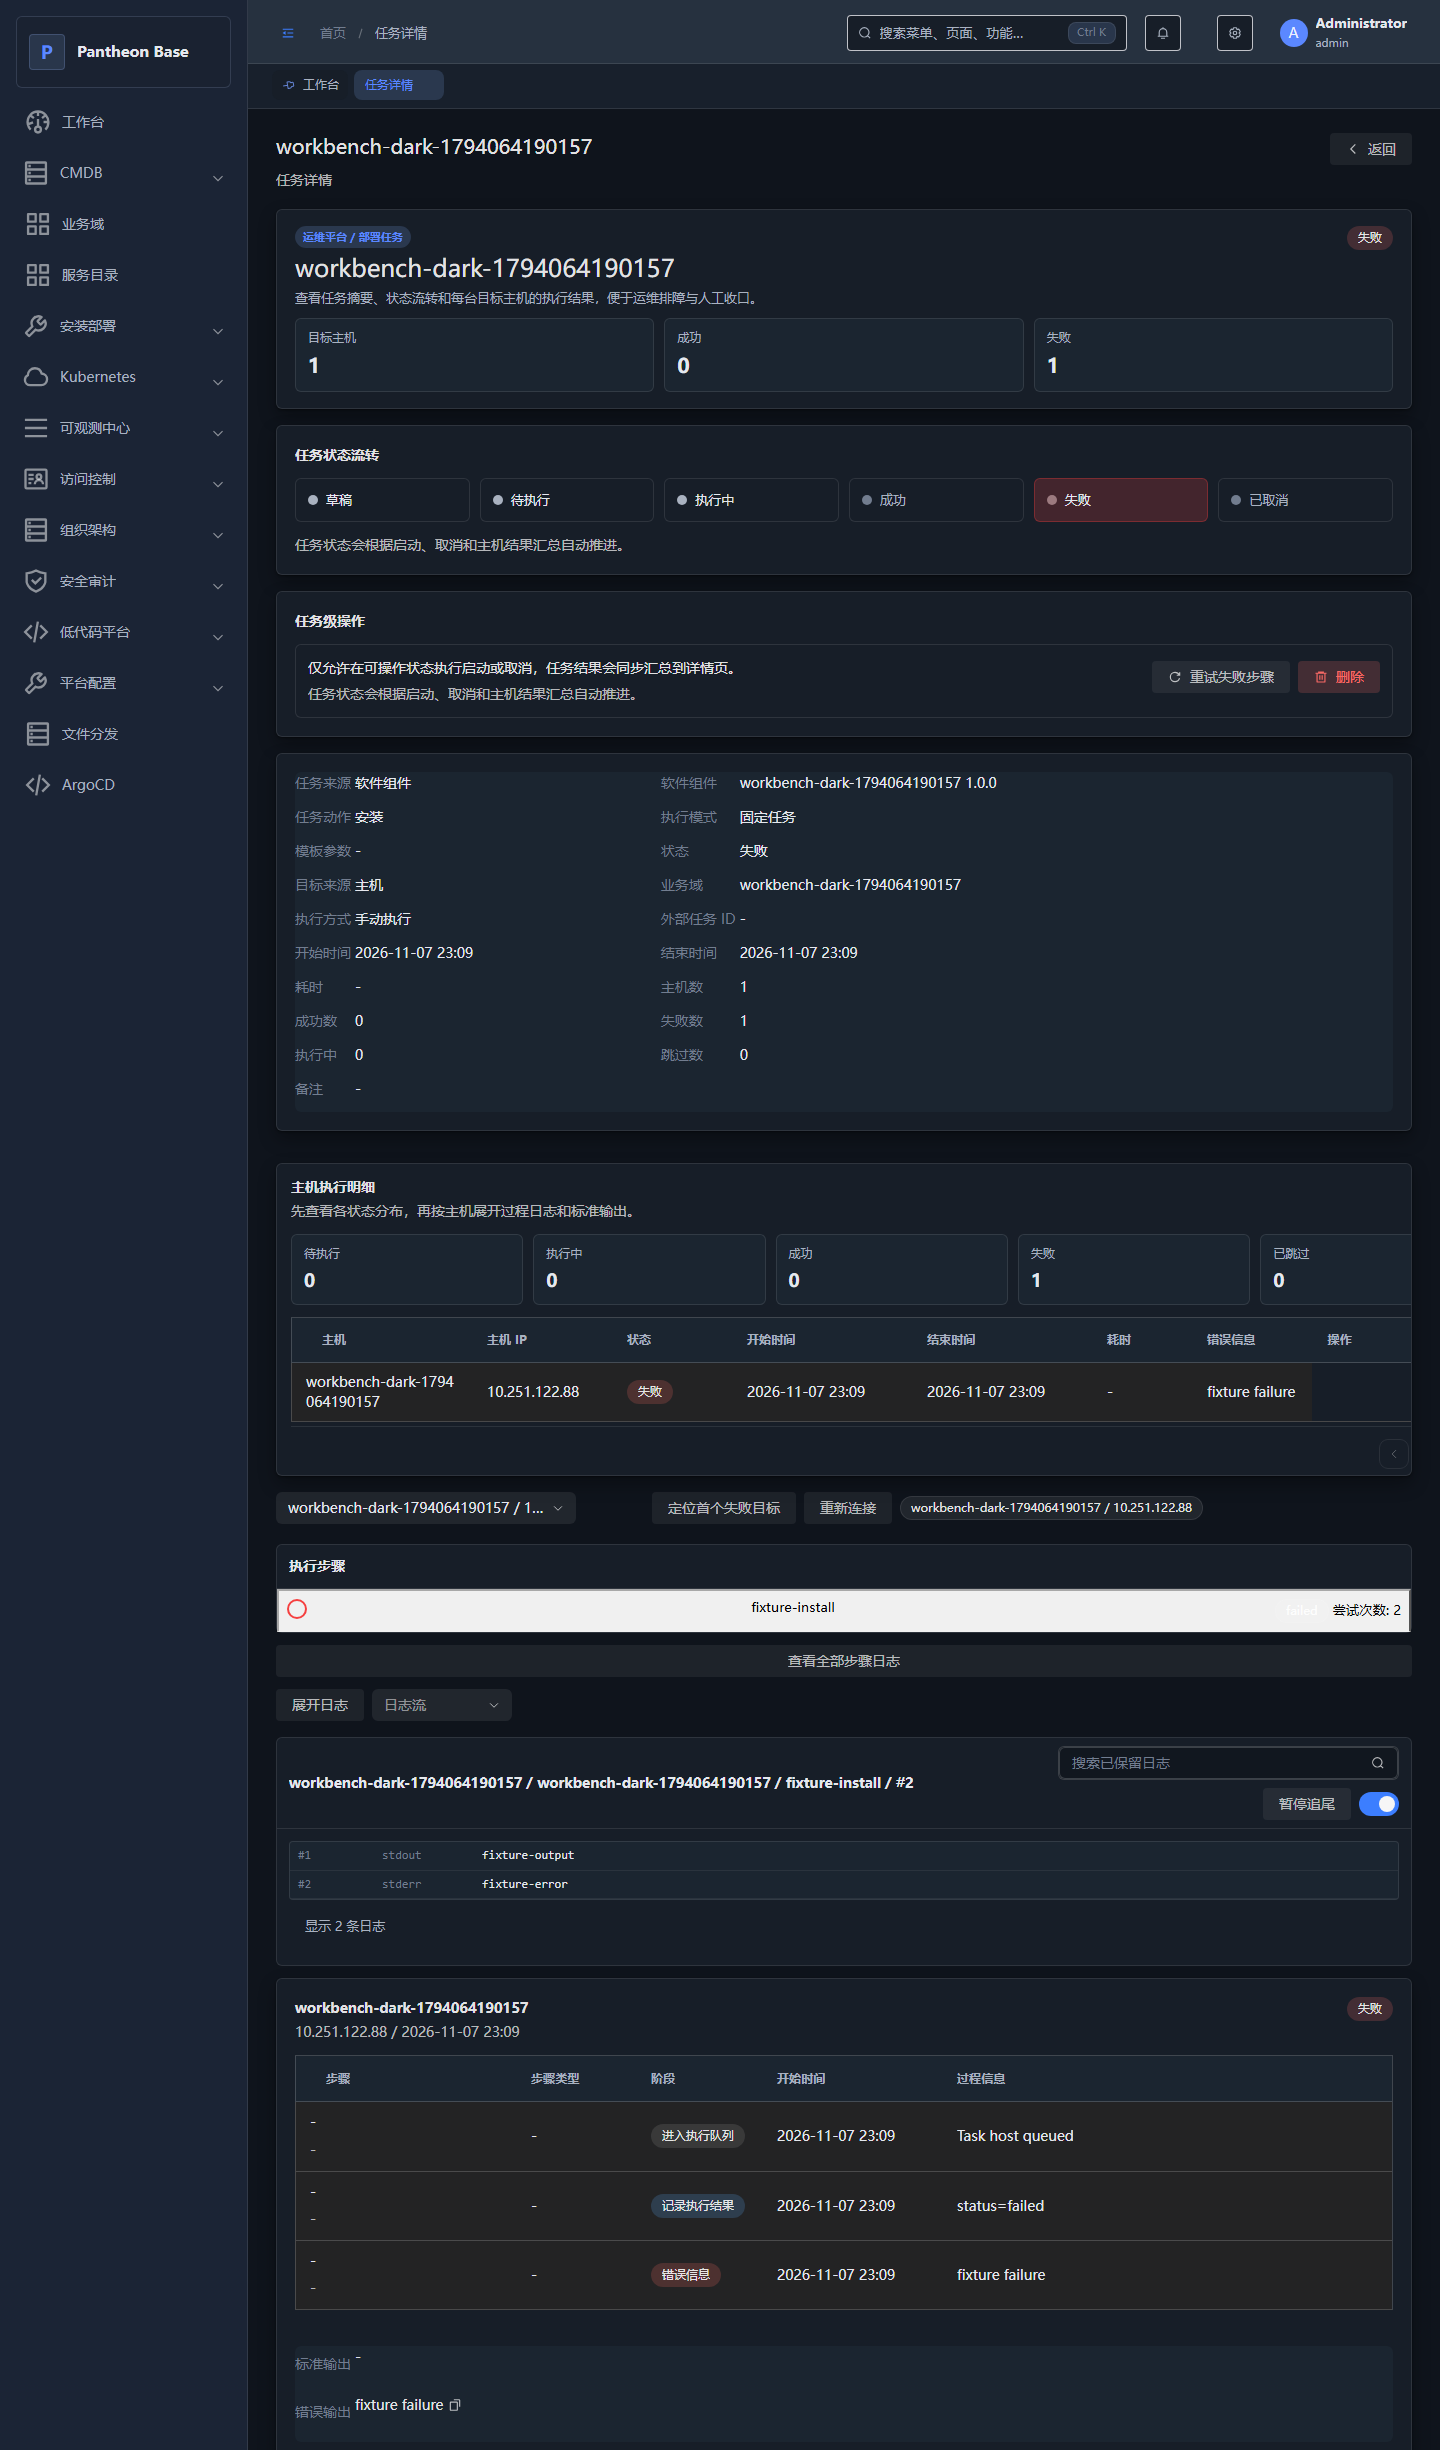 P Pantheon Base
工作台
CMDB
业务域
服务目录
安装部署
Kubernetes
可观测中心
访问控制
组织架构
安全审计
低代码平台
平台配置
文件分发
ArgoCD
首页 / 任务详情
搜索菜单、页面、功能... Ctrl K
A Administrator
admin
工作台 任务详情
workbench-dark-1794064190157
返回
任务详情
运维平台 / 部署任务
失败
workbench-dark-1794064190157
查看任务摘要、状态流转和每台目标主机的执行结果，便于运维排障与人工收口。
目标主机 成功 失败
1 0 1
任务状态流转
草稿 待执行 执行中 成功 失败 已取消
任务状态会根据启动、取消和主机结果汇总自动推进。
任务级操作
仅允许在可操作状态执行启动或取消，任务结果会同步汇总到详情页。
任务状态会根据启动、取消和主机结果汇总自动推进。
重试失败步骤 删除
任务来源 软件组件 软件组件 workbench-dark-1794064190157 1.0.0
任务动作 安装 执行模式 固定任务
模板参数 - 状态 失败
目标来源 主机 业务域 workbench-dark-1794064190157
执行方式 手动执行 外部任务 ID -
开始时间 2026-11-07 23:09 结束时间 2026-11-07 23:09
耗时 - 主机数 1
成功数 0 失败数 1
执行中 0 跳过数 0
备注 -
主机执行明细
先查看各状态分布，再按主机展开过程日志和标准输出。
待执行 执行中 成功 失败 已跳过
0 0 0 1 0
主机 主机 IP 状态 开始时间 结束时间 耗时 错误信息 操作
workbench-dark-1794
064190157 10.251.122.88 失败 2026-11-07 23:09 2026-11-07 23:09 - fixture failure
workbench-dark-1794064190157 / 1... 定位首个失败目标 重新连接 workbench-dark-1794064190157 / 10.251.122.88
执行步骤
fixture-install failed 尝试次数: 2
查看全部步骤日志
展开日志 日志流
搜索已保留日志
workbench-dark-1794064190157 / workbench-dark-1794064190157 / fixture-install / #2
暂停追尾
#1 stdout fixture-output
#2 stderr fixture-error
显示 2 条日志
workbench-dark-1794064190157 失败
10.251.122.88 / 2026-11-07 23:09
步骤 步骤类型 阶段 开始时间 过程信息
-
- - 进入执行队列 2026-11-07 23:09 Task host queued
-
- - 记录执行结果 2026-11-07 23:09 status=failed
-
- - 错误信息 2026-11-07 23:09 fixture failure
标准输出 -
错误输出 fixture failure